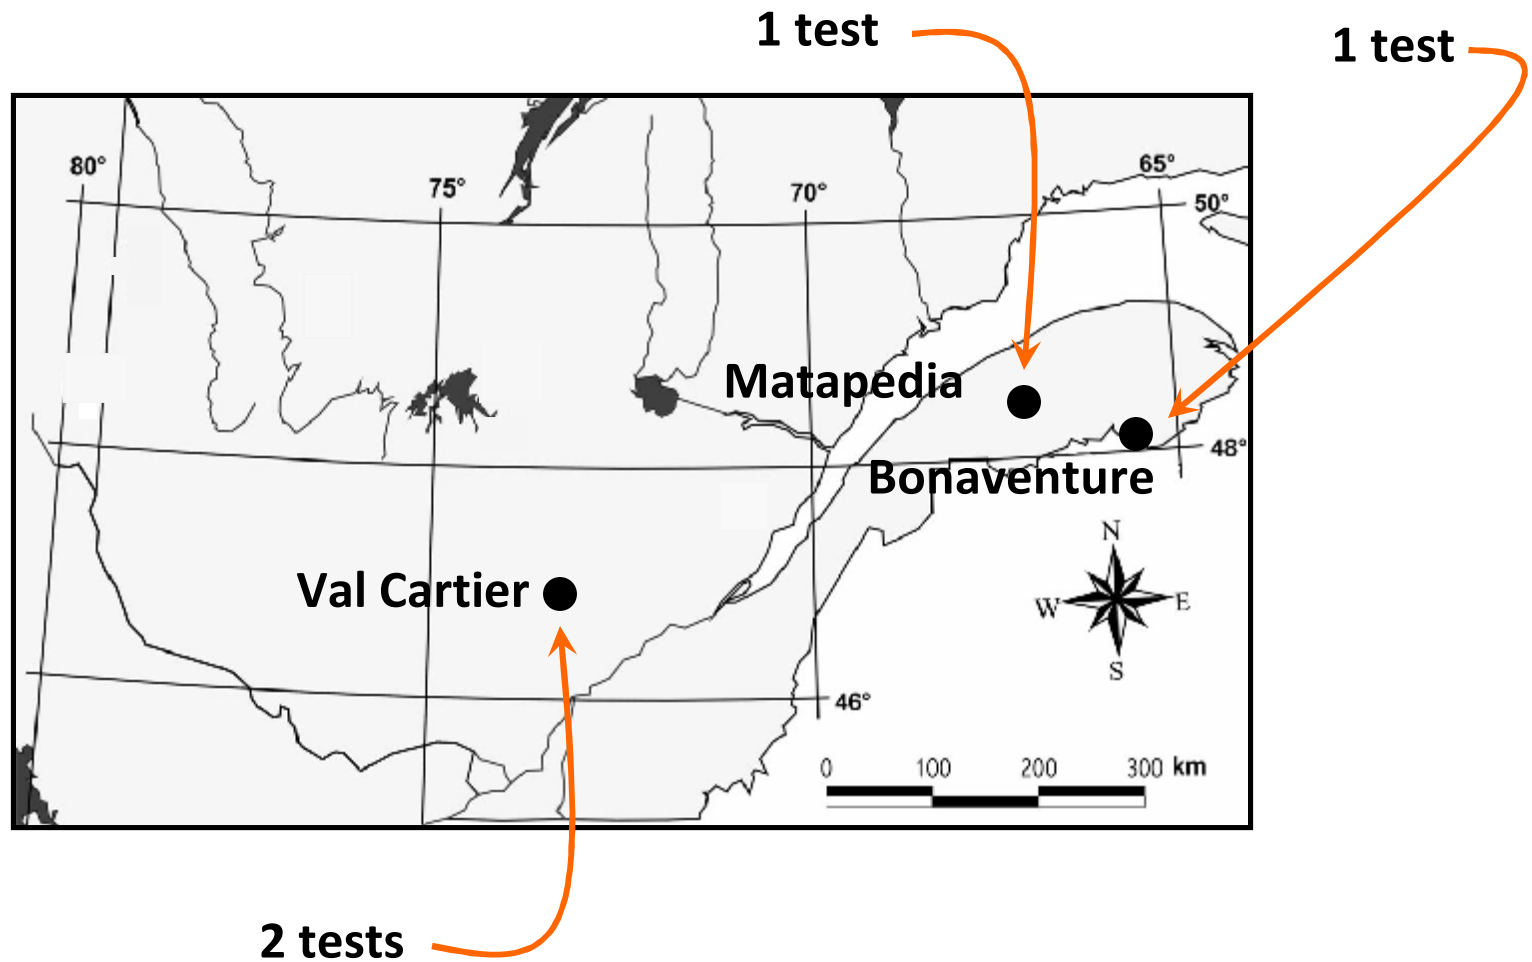 1 test
1 test
80°
75°
70°
65°
50°
Matapedia
48°
Bonaventure
N
Val Cartier
W
E
S
46°
0 100 200 300 km
2 tests